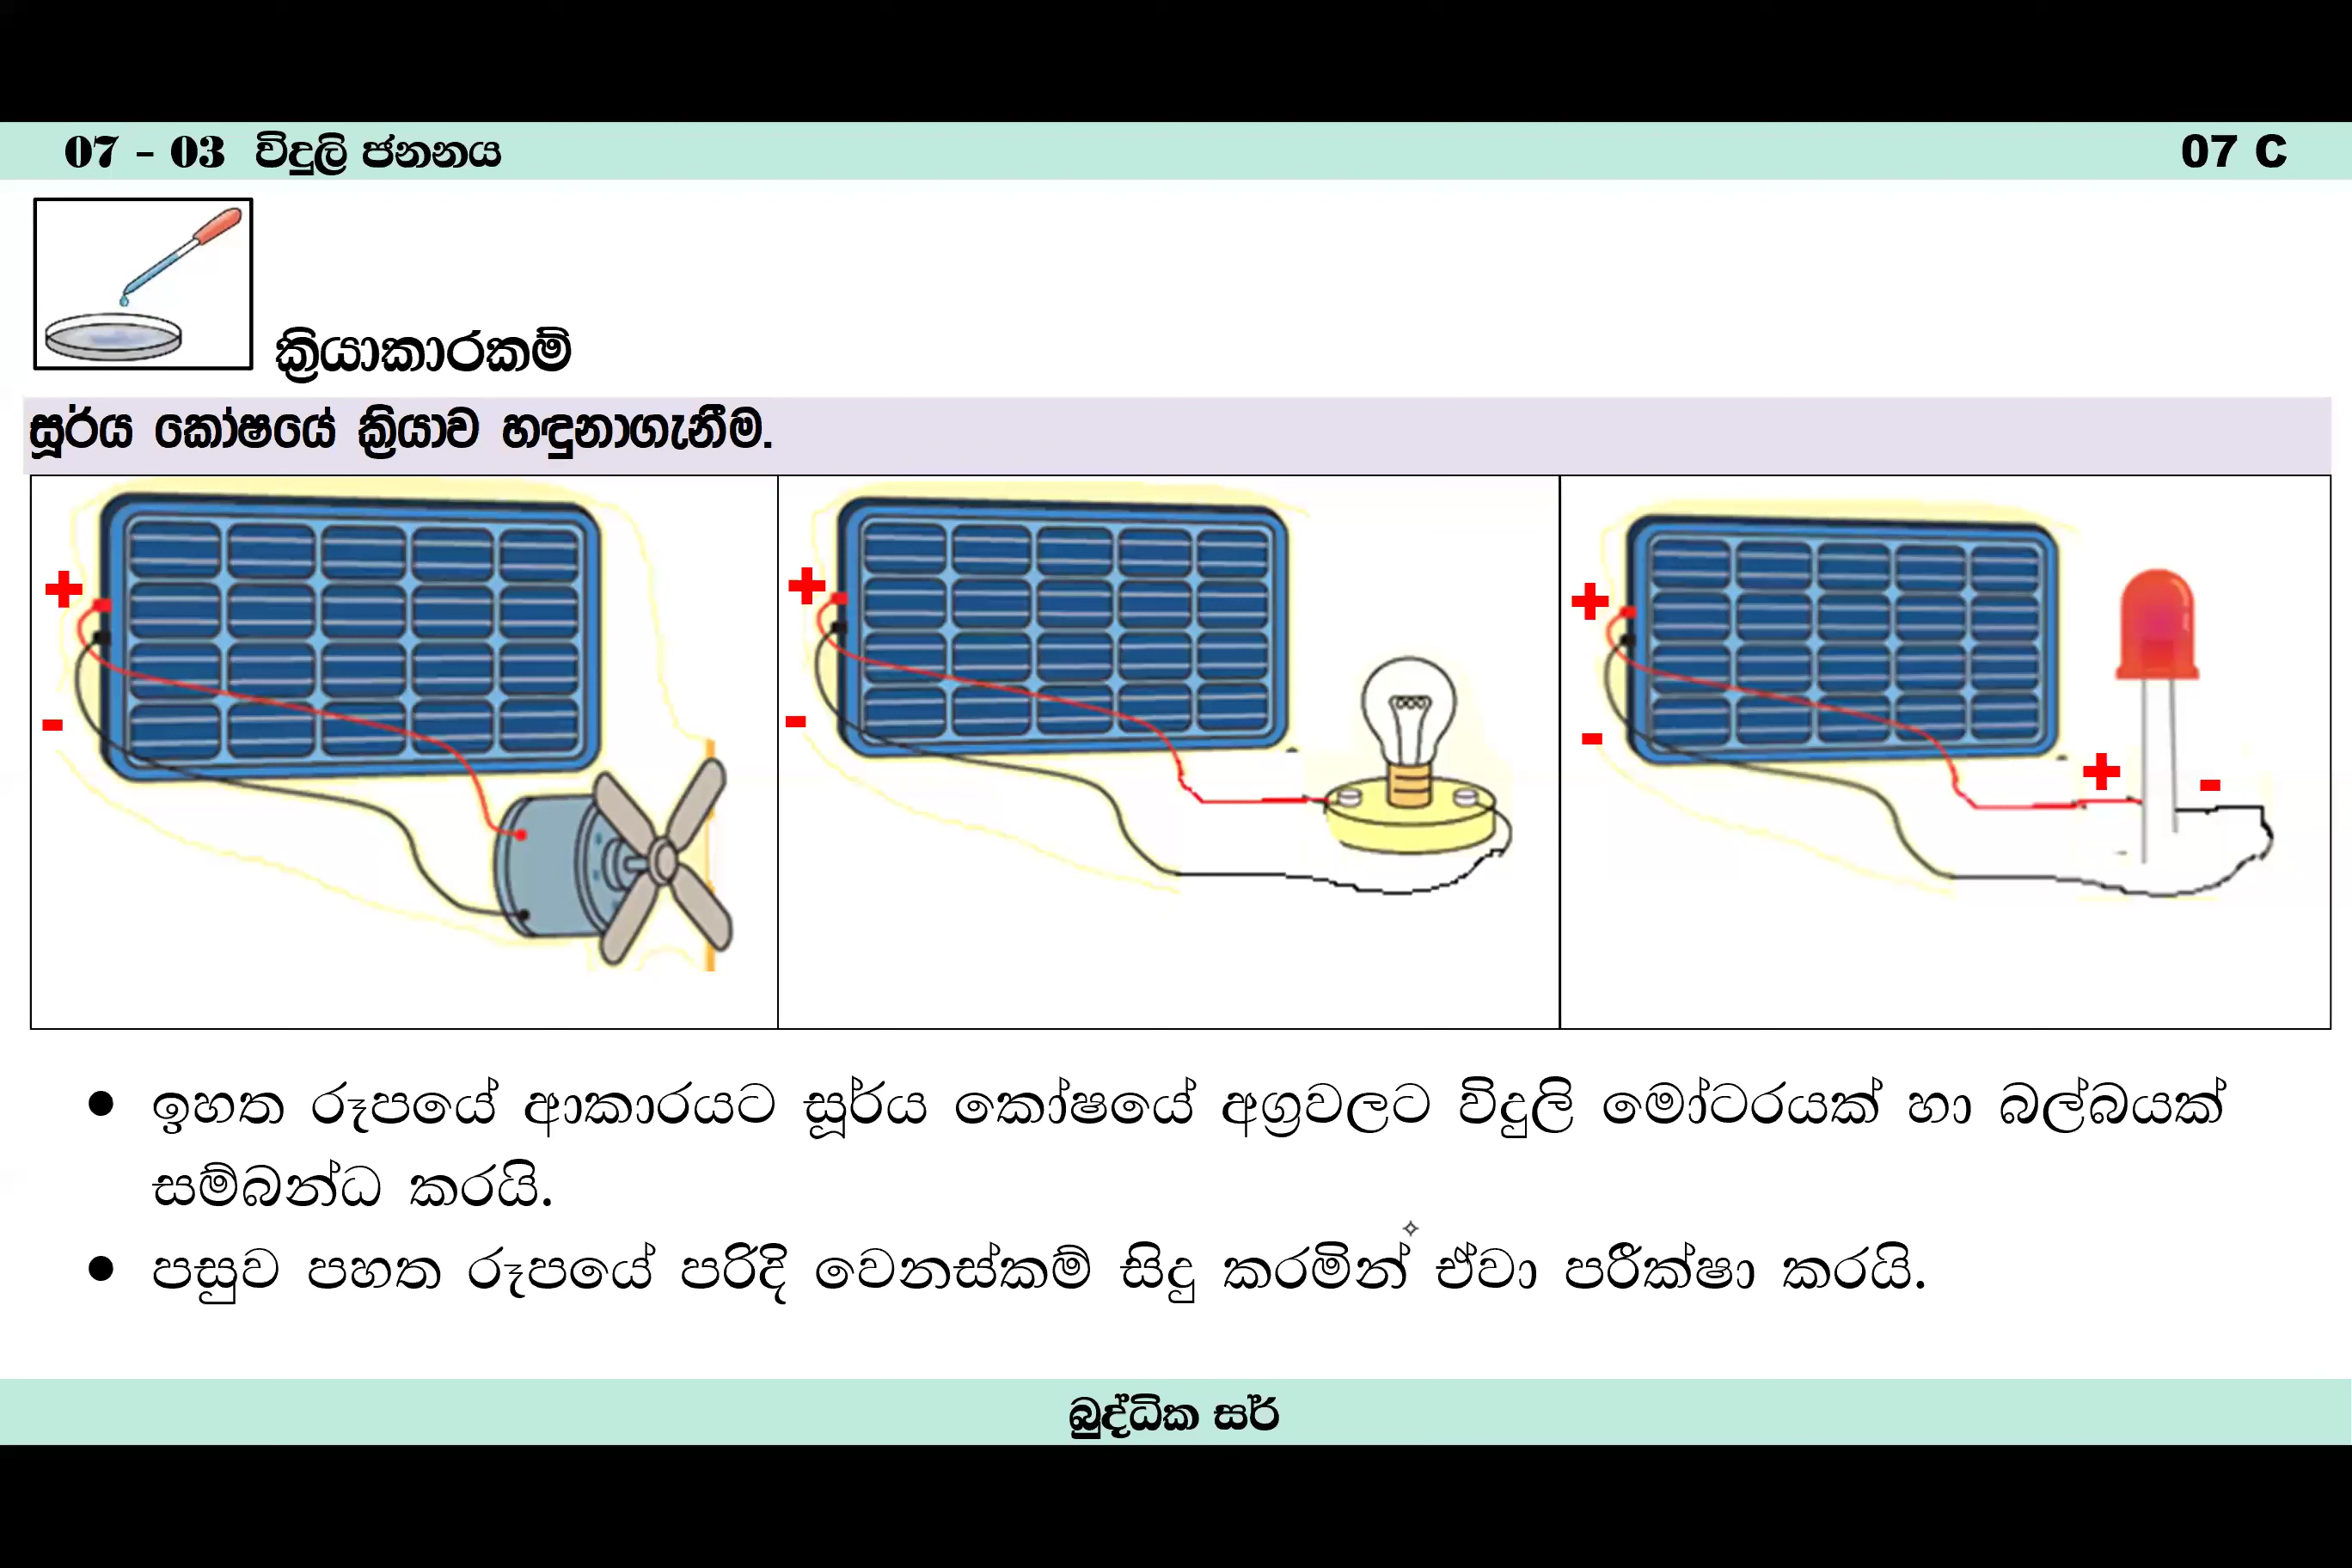 07 - 03 විදුලි ජනනය
07 C
ක්‍රියාකාරකම්
සූර්ය කෝෂයේ ක්‍රියාව හඳුනාගැනීම.
+
-
+
-
+
-
+
-
• ඉහත රූපයේ ආකාරයට සූර්ය කෝෂයේ අග්‍රවලට විදුලි මෝටරයක් හා බල්බයක්
සම්බන්ධ කරයි.
• පසුව පහත රූපයේ පරිදි වෙනස්කම් සිදු කරමින් ඒවා පරීක්ෂා කරයි.
බුද්ධික සර්